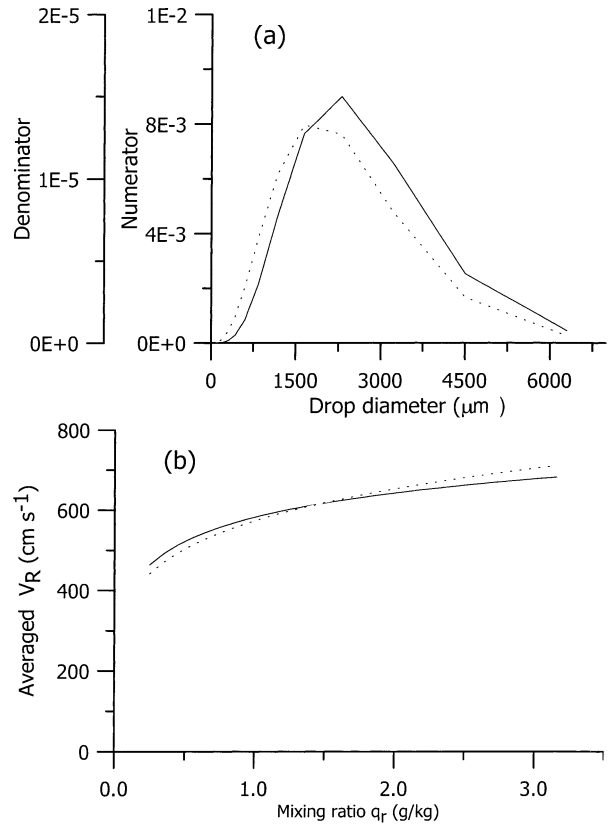 2E-5
1E-2
(a)
8E-3
1E-5
4E-3
Denominator
Numerator
0E+0
0E+0
0
1500
3000
4500
6000
Drop diameter (μm )
800
(b)
600
400
200
0
Averaged VR (cm s-1)
0.0
1.0
2.0
3.0
Mixing ratio qr (g/kg)